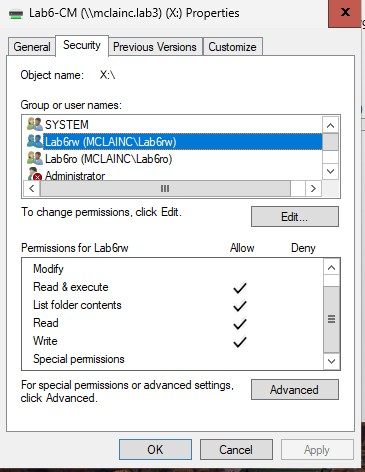 Lab6-CM (\\mclainc.lab3) (X:) Properties
General Security Previous Versions Customize
Object name: X:\
Group or user names:
SYSTEM
Lab6rw (MCLAINC\Lab6rw)
Lab6ro (MCLAINC\Lab6ro)
Administrator
To change permissions, click Edit.
Edit...
Permissions for Lab6rw Allow Deny
Modify
Read & execute
List folder contents
Read
Write
Special permissions
For special permissions or advanced settings,
click Advanced.
Advanced
OK Cancel Apply